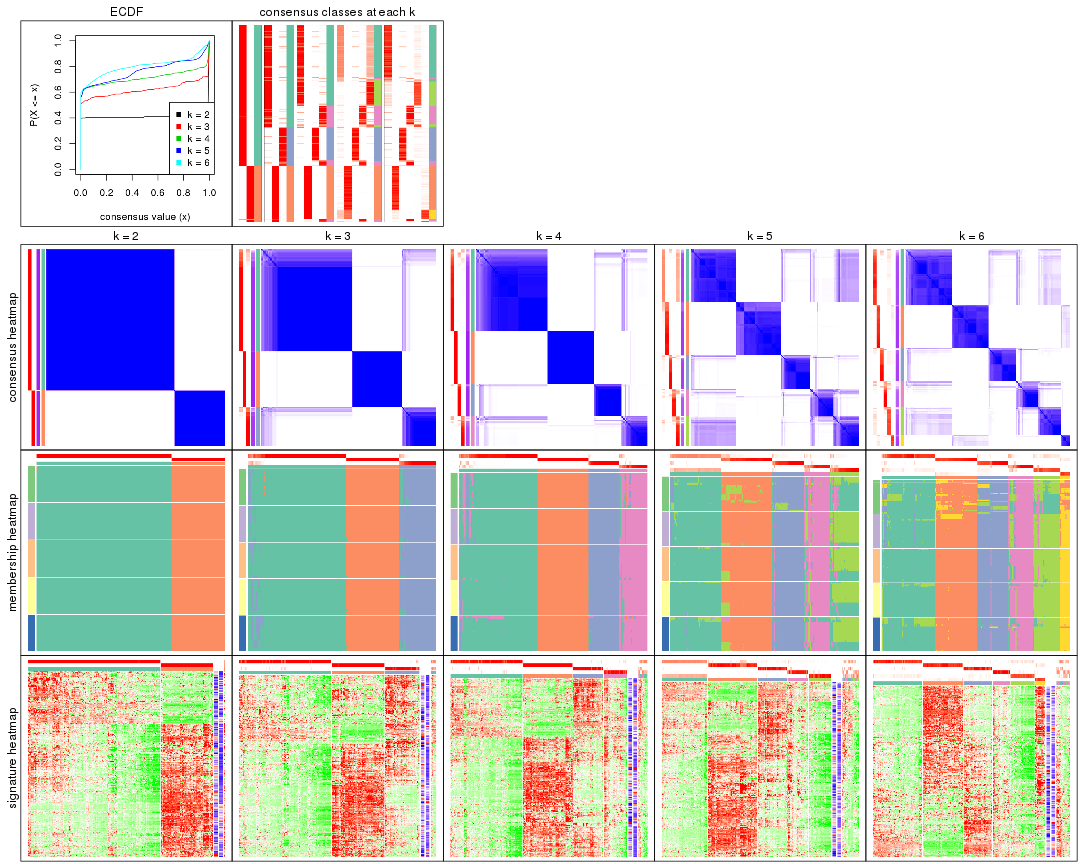 ECDF
consensus classes at each k
P(X <= x)
0.0 0.2 0.4 0.6 0.8 1.0
k = 2
k = 3
k = 4
k = 5
k = 6
0.0 0.2 0.4 0.6 0.8 1.0
consensus value (x)
k = 2
k = 3
k = 4
k = 5
k = 6
consensus heatmap
membership heatmap
signature heatmap